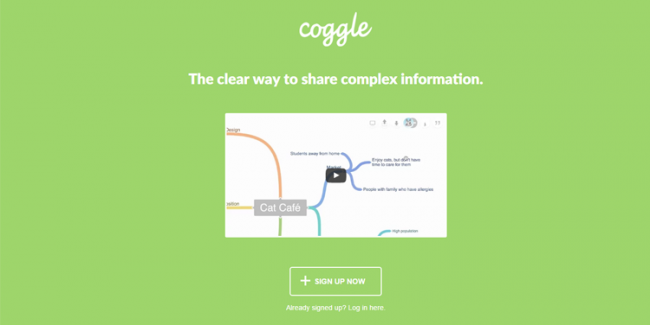 coggle
The clear way to share complex information.
Design
Students away from home
Market
Enjoy cats, but don't have
time to care for them
People with family who have allergies
Cat Café
High population
+ SIGN UP NOW
Already signed up? Log in here.